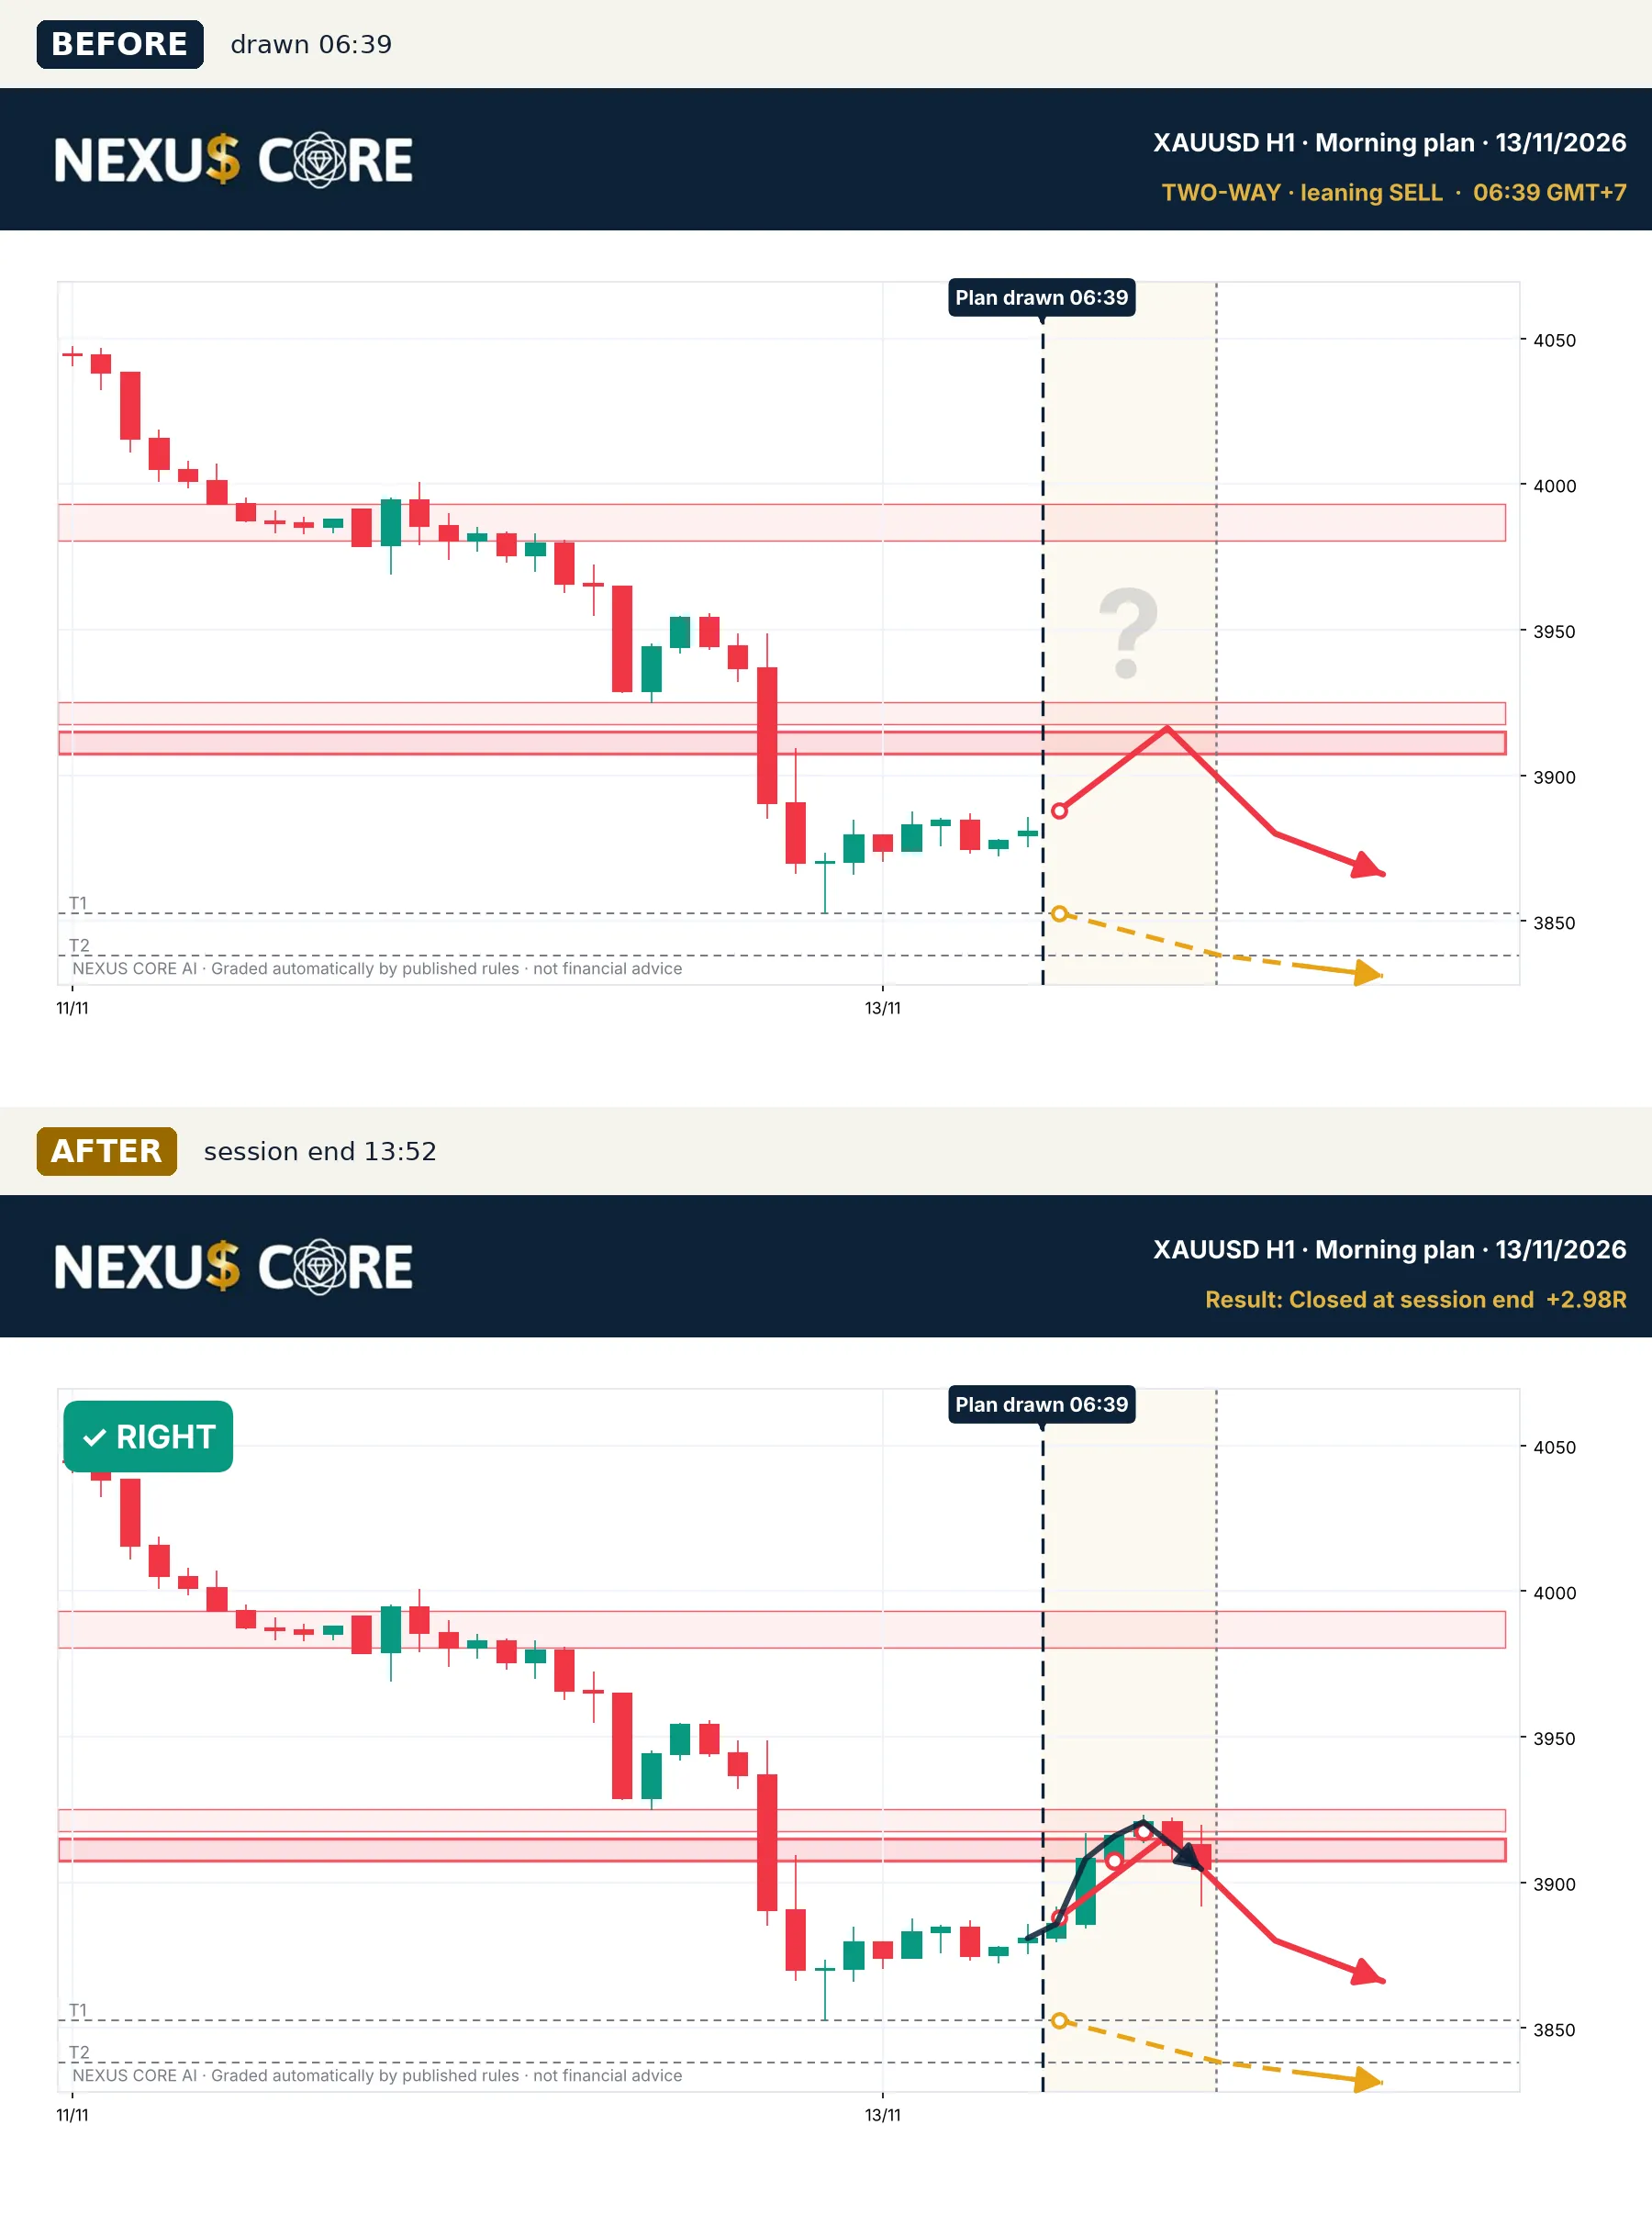 BEFORE drawn 06:39
NEXU$ CORE
XAUUSD H1 · Morning plan · 13/11/2026
TWO-WAY · leaning SELL · 06:39 GMT+7
Plan drawn 06:39
4050
4000
?
3950
3900
T1
3850
T2
NEXUS CORE AI · Graded automatically by published rules · not financial advice
11/11
13/11
AFTER session end 13:52
NEXU$ CORE
XAUUSD H1 · Morning plan · 13/11/2026
Result: Closed at session end +2.98R
Plan drawn 06:39
✓ RIGHT
4050
4000
3950
3900
T1
3850
T2
NEXUS CORE AI · Graded automatically by published rules · not financial advice
11/11
13/11